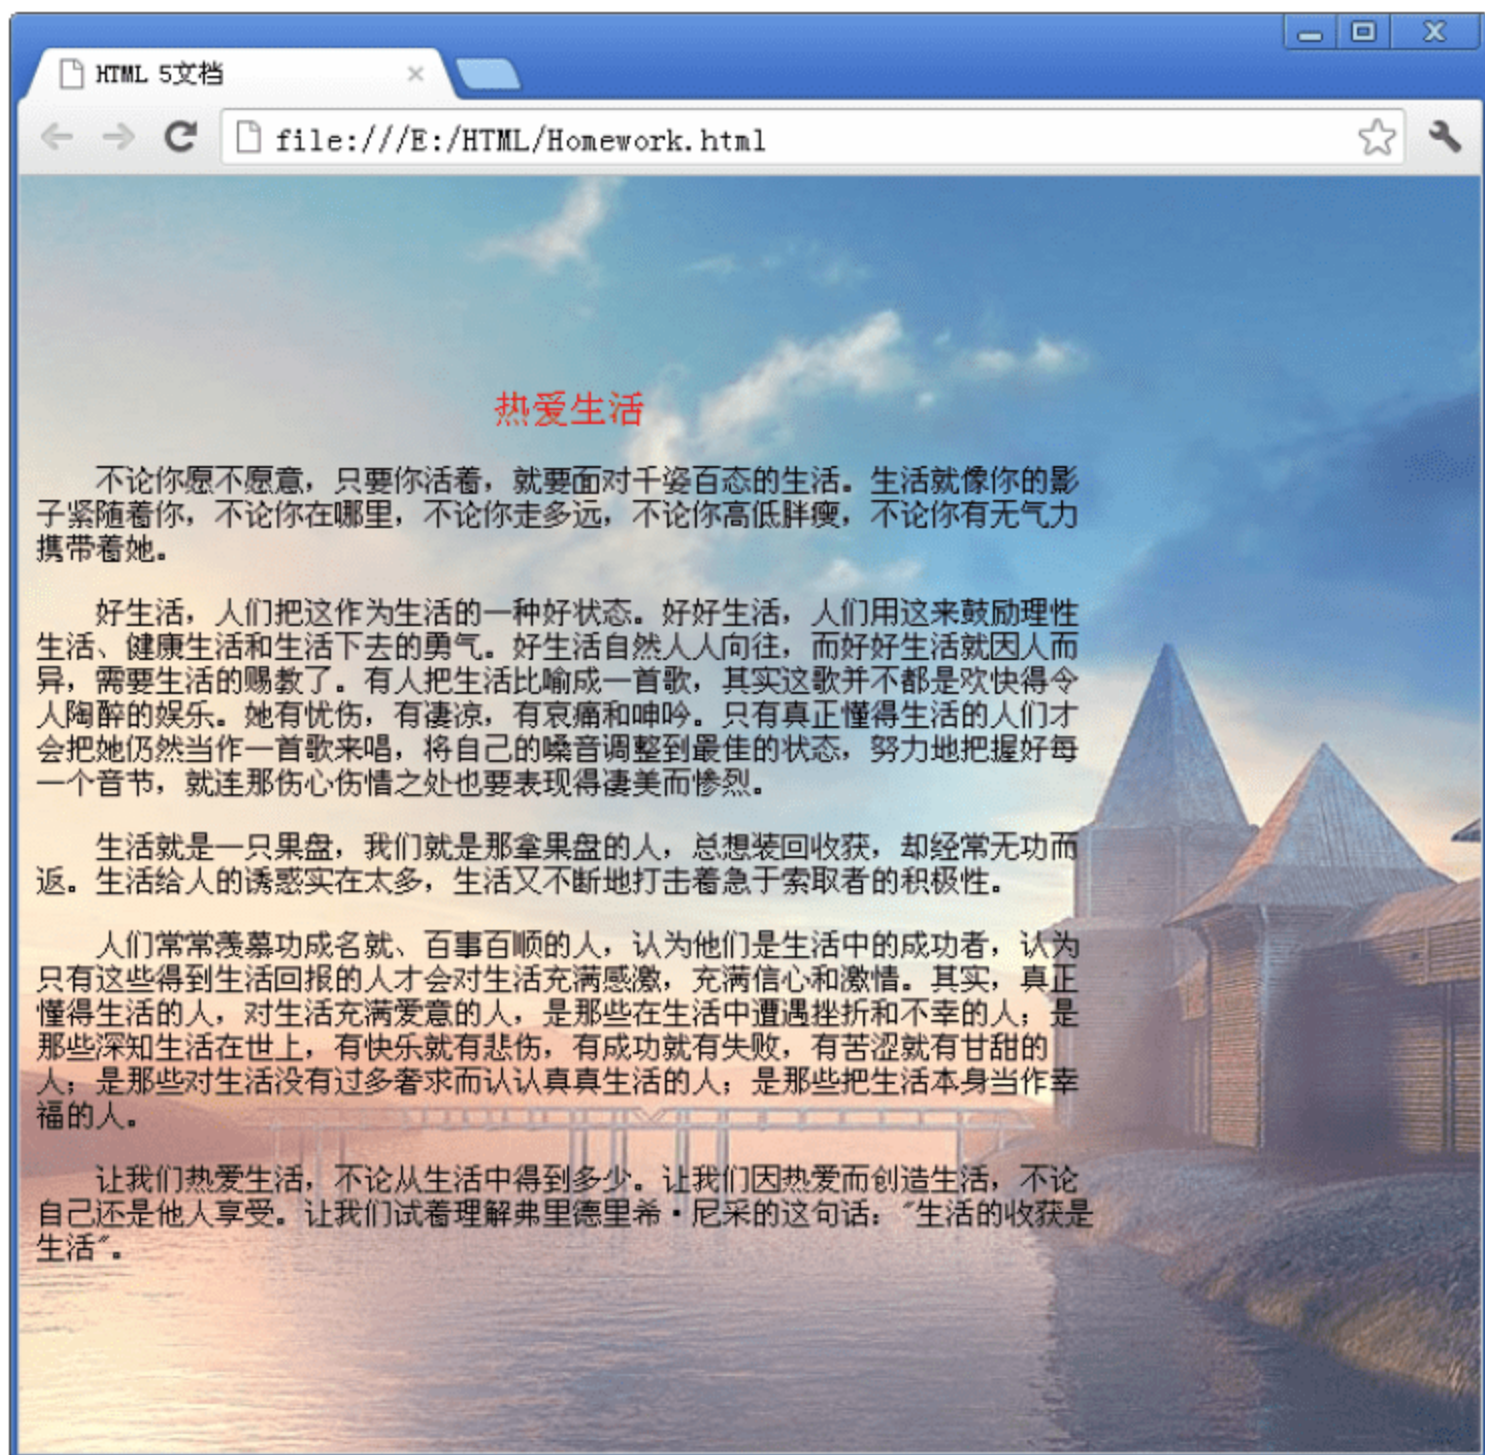 HTML 5文档
file:///E:/HTML/Homework.html
热爱生活
不论你愿不愿意，只要你活着，就要面对千姿百态的生活。生活就像你的影
子紧随着你，不论你在哪里，不论你走多远，不论你高低胖瘦，不论你有无气力
携带着她。
好生活，人们把这作为生活的一种好状态。好好生活，人们用这来鼓励理性
生活、健康生活和生活下去的勇气。好生活自然人人向往，而好好生活就因人而
异，需要生活的赐教了。有人把生活比喻成一首歌，其实这歌并不都是欢快得令
人陶醉的娱乐。她有忧伤，有凄凉，有哀痛和呻吟。只有真正懂得生活的人们才
会把她仍然当作一首歌来唱，将自己的嗓音调整到最佳的状态，努力地把握好每
一个音节，就连那伤心伤情之处也要表现得凄美而惨烈。
生活就是一只果盘，我们就是那拿果盘的人，总想装回收获，却经常无功而
返。生活给人的诱惑实在太多，生活又不断地打击着急于索取者的积极性。
人们常常羡慕功成名就、百事百顺的人，认为他们是生活中的成功者，认为
只有这些得到生活回报的人才会对生活充满感激，充满信心和激情。其实，真正
懂得生活的人，对生活充满爱意的人，是那些在生活中遭遇挫折和不幸的人；是
那些深知生活在世上，有快乐就有悲伤，有成功就有失败，有苦涩就有甘甜的
人；是那些对生活没有过多奢求而认认真真生活的人；是那些把生活本身当作幸
福的人。
让我们热爱生活，不论从生活中得到多少。让我们因热爱而创造生活，不论
自己还是他人享受。让我们试着理解弗里德里希·尼采的这句话："生活的收获是
生活"。